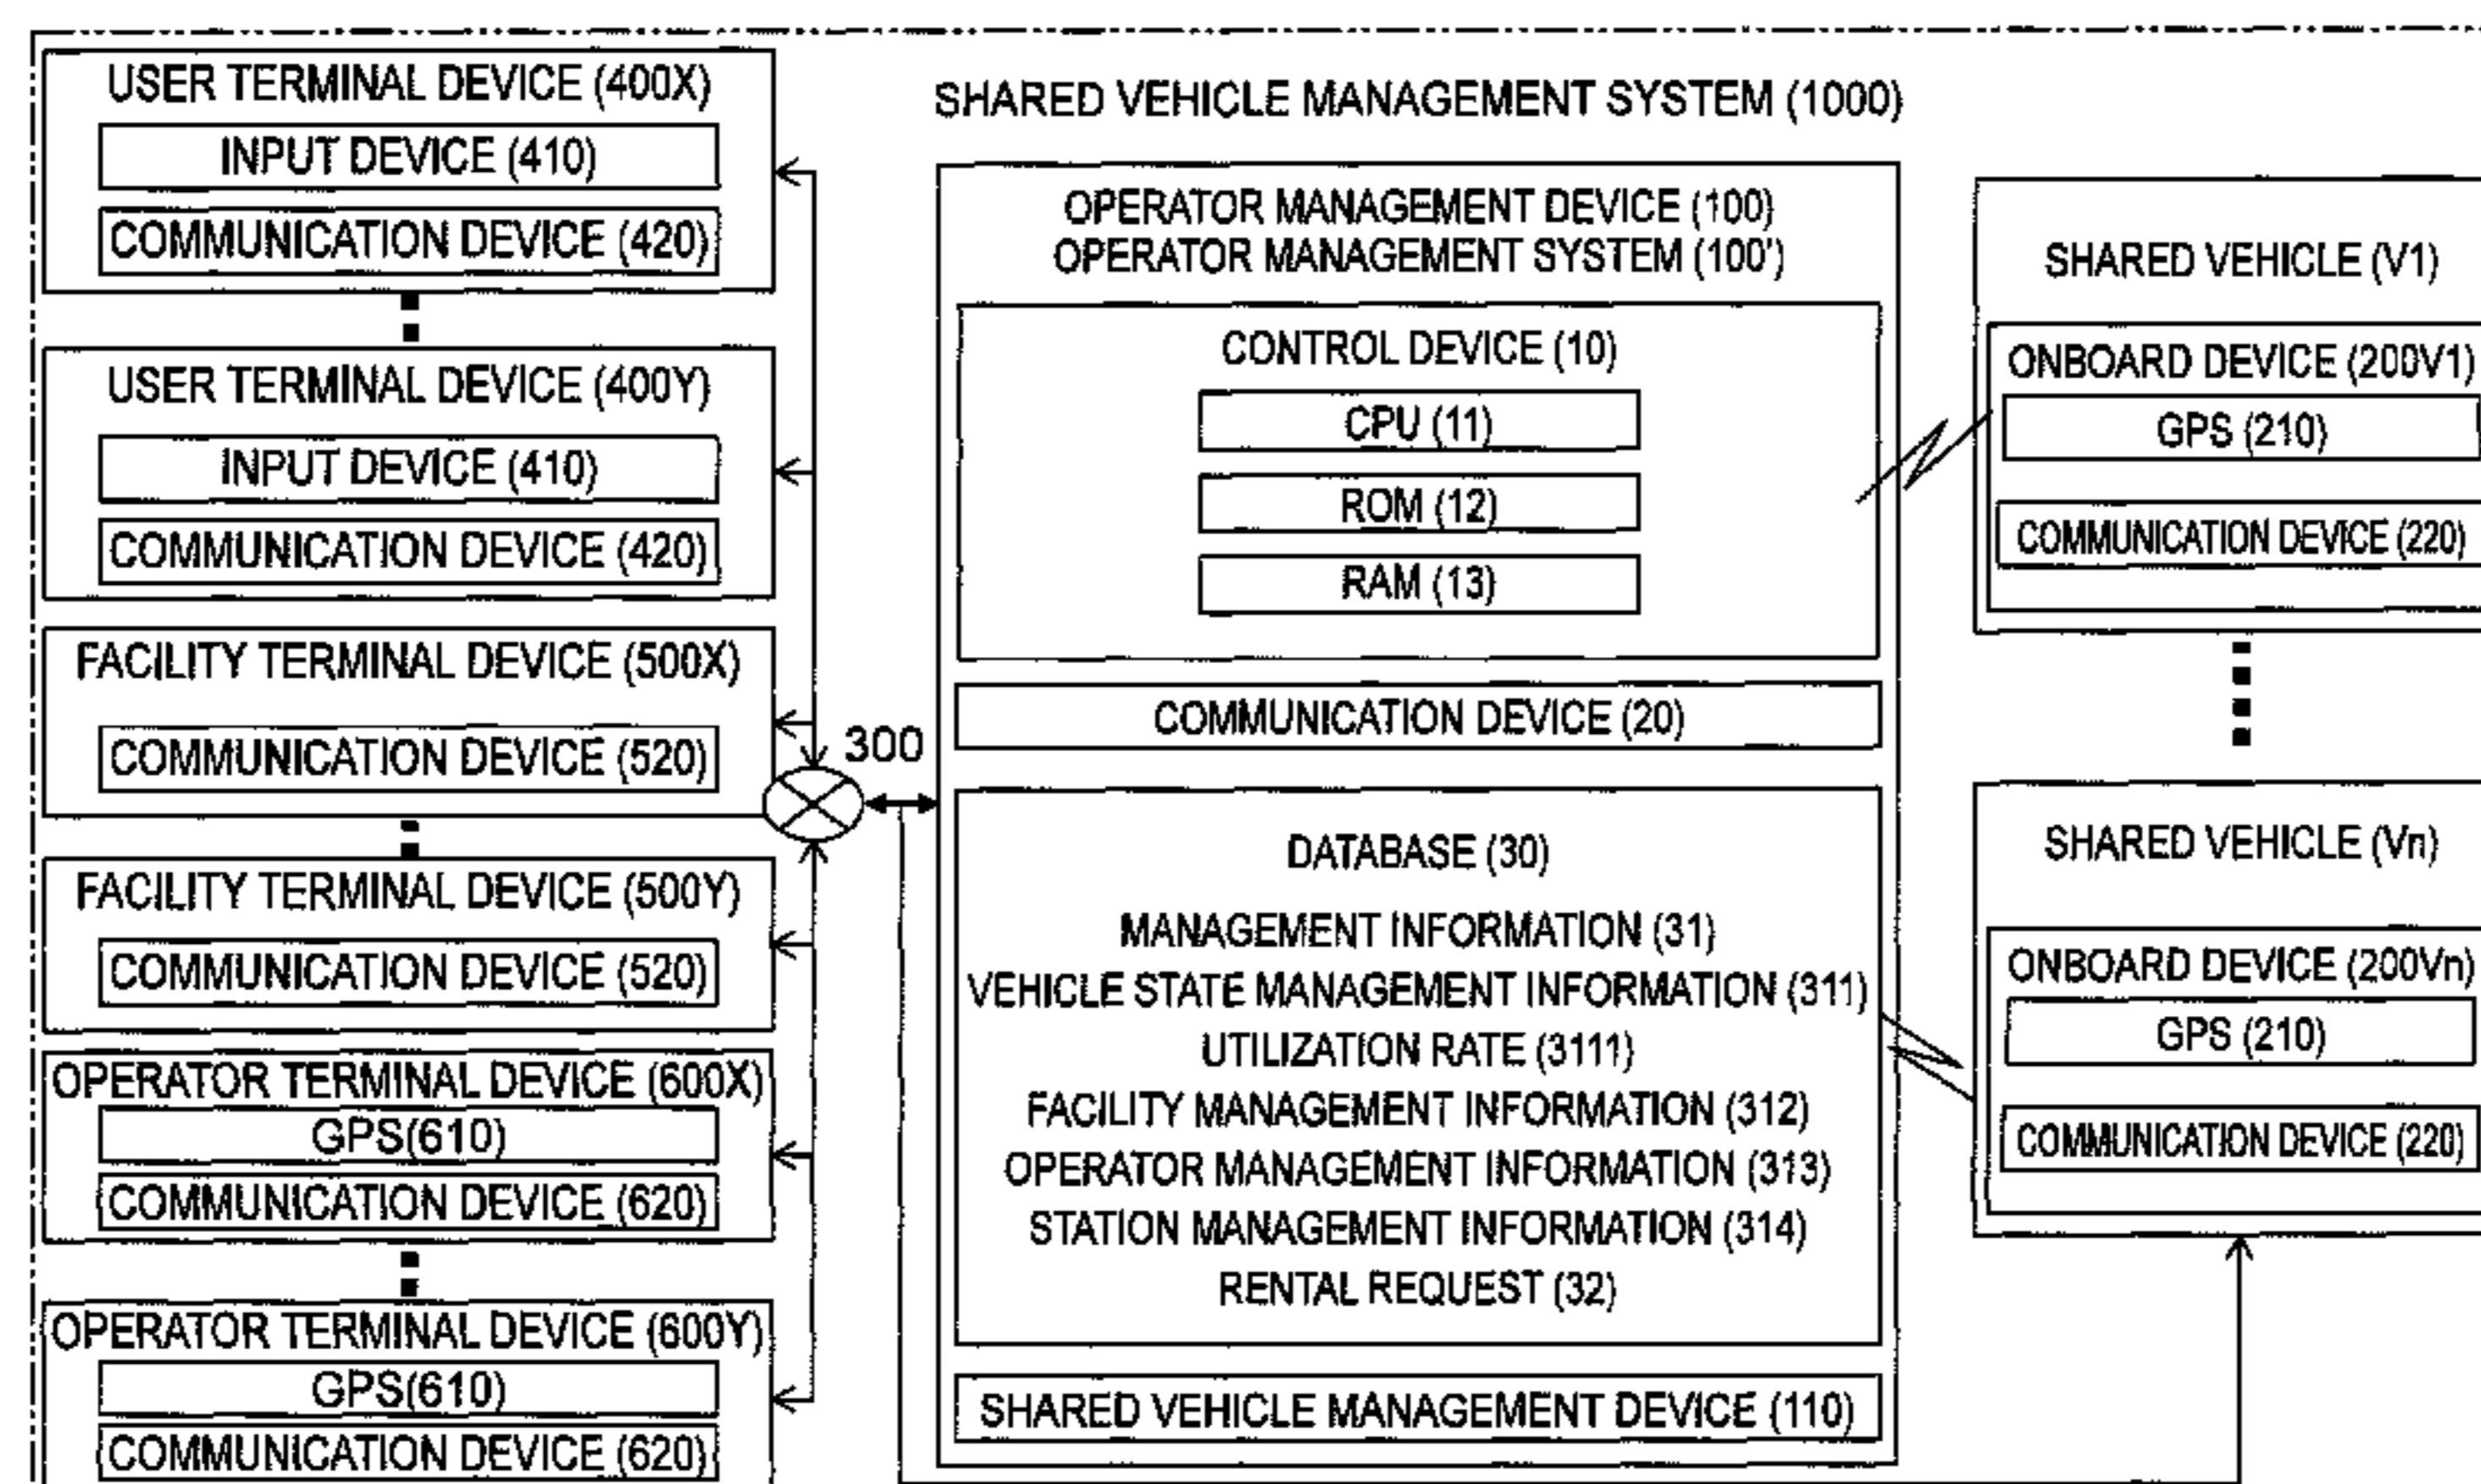 USER TERMINAL DEVICE (400X)
INPUT DEVICE (410)
COMMUNICATION DEVICE (420)
USER TERMINAL DEVICE (400Y)
INPUT DEVICE (410)
COMMUNICATION DEVICE (420)
FACILITY TERMINAL DEVICE (500X)
COMMUNICATION DEVICE (520)
FACILITY TERMINAL DEVICE (500Y)
COMMUNICATION DEVICE (520)
OPERATOR TERMINAL DEVICE (600X)
GPS(610)
COMMUNICATION DEVICE (620)
OPERATOR TERMINAL DEVICE (600Y)
GPS(610)
COMMUNICATION DEVICE (620)
300
SHARED VEHICLE MANAGEMENT SYSTEM (1000)
OPERATOR MANAGEMENT DEVICE (100)
OPERATOR MANAGEMENT SYSTEM (100')
CONTROL DEVICE (10)
CPU (11)
ROM (12)
RAM (13)
COMMUNICATION DEVICE (20)
DATABASE (30)
MANAGEMENT INFORMATION (31)
VEHICLE STATE MANAGEMENT INFORMATION (311)
UTILIZATION RATE (3111)
FACILITY MANAGEMENT INFORMATION (312)
OPERATOR MANAGEMENT INFORMATION (313)
STATION MANAGEMENT INFORMATION (314)
RENTAL REQUEST (32)
SHARED VEHICLE MANAGEMENT DEVICE (110)
SHARED VEHICLE (V1)
ONBOARD DEVICE (200V1)
GPS (210)
COMMUNICATION DEVICE (220)
SHARED VEHICLE (Vn)
ONBOARD DEVICE (200Vn)
GPS (210)
COMMUNICATION DEVICE (220)